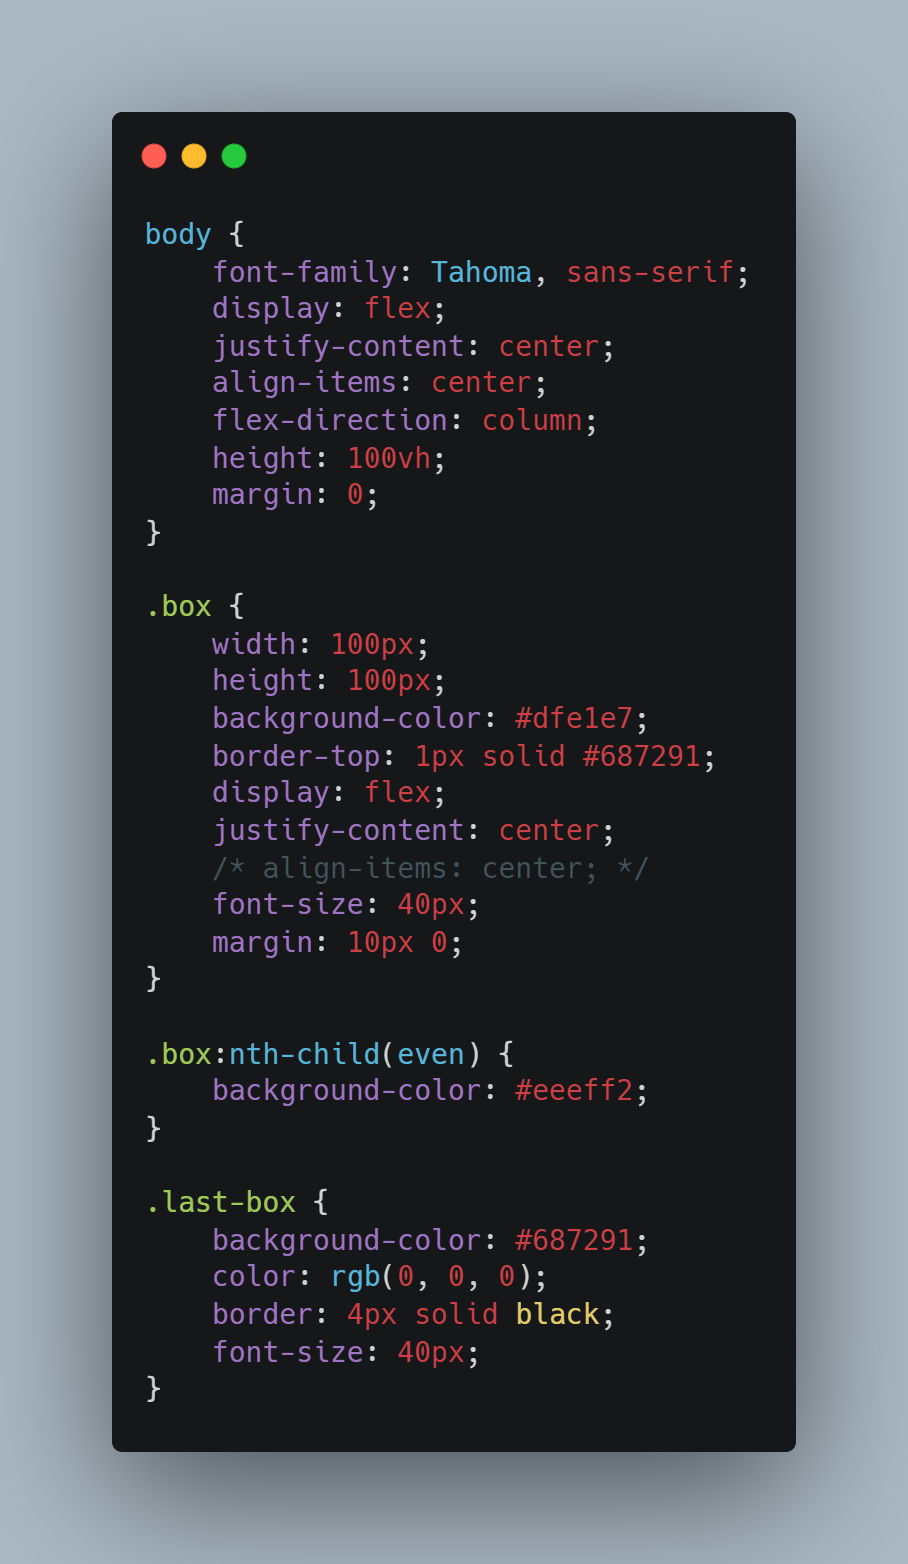 body {
    font-family: Tahoma, sans-serif;
    display: flex;
    justify-content: center;
    align-items: center;
    flex-direction: column;
    height: 100vh;
    margin: 0;
}

.box {
    width: 100px;
    height: 100px;
    background-color: #dfe1e7;
    border-top: 1px solid #687291;
    display: flex;
    justify-content: center;
    /* align-items: center; */
    font-size: 40px;
    margin: 10px 0;
}

.box:nth-child(even) {
    background-color: #eeeff2;
}

.last-box {
    background-color: #687291;
    color: rgb(0, 0, 0);
    border: 4px solid black;
    font-size: 40px;
}